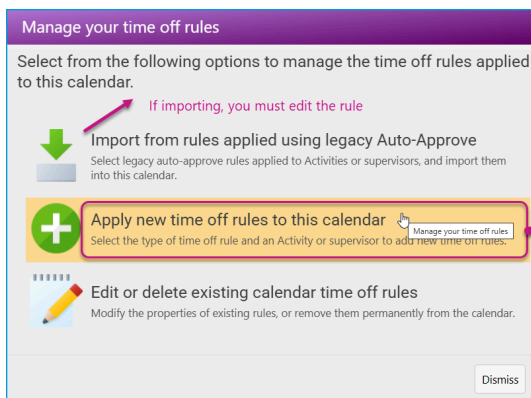 Manage your time off rules
Select from the following options to manage the time off rules applied
to this calendar.
If importing, you must edit the rule
Import from rules applied using legacy Auto-Approve
Select legacy auto-approve rules applied to Activities or supervisors, and import them
into this calendar.
Apply new time off rules to this calendar
Manage your time off rules
Select the type of time off rule and an Activity or supervisor to add new time off rules.
Edit or delete existing calendar time off rules
Modify the properties of existing rules, or remove them permanently from the calendar.
Dismiss